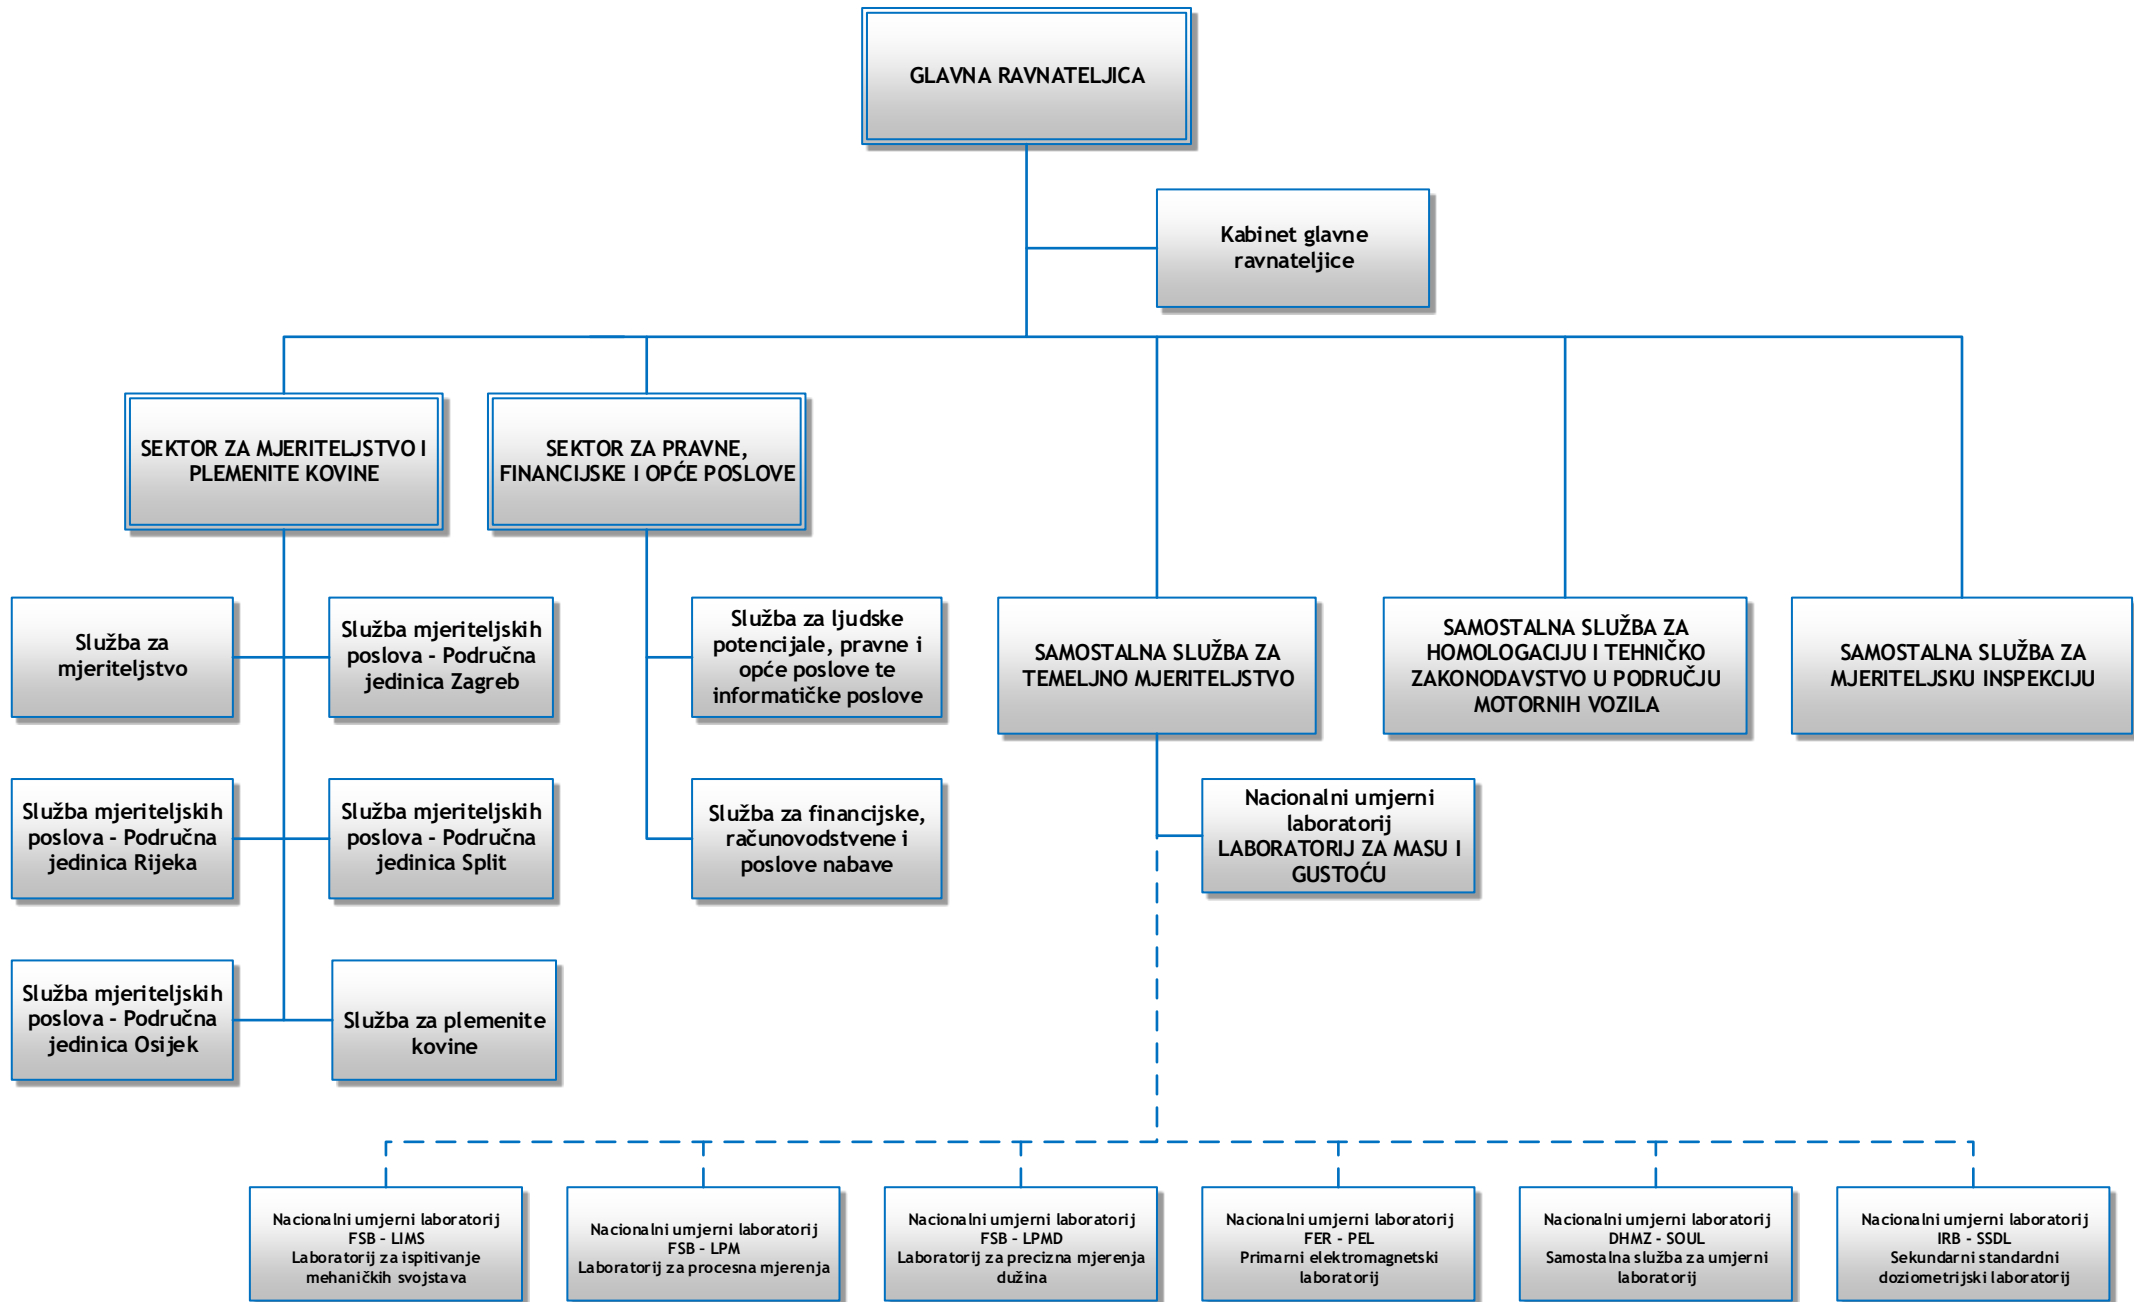 GLAVNA RAVNATELJICA
Kabinet glavne
ravnateljice
SEKTOR ZA MJERITELJSTVO I
PLEMENITE KOVINE
SEKTOR ZA PRAVNE,
FINANCIJSKE I OPĆE POSLOVE
Služba za
mjeriteljstvo
Služba mjeriteljskih
poslova - Područna
jedinica Zagreb
Služba za ljudske
potencijale, pravne i
opće poslove te
informatičke poslove
SAMOSTALNA SLUŽBA ZA
TEMELJNO MJERITELJSTVO
SAMOSTALNA SLUŽBA ZA
HOMOLOGACIJU I TEHNIČKO
ZAKONODAVSTVO U PODRUČJU
MOTORNIH VOZILA
SAMOSTALNA SLUŽBA ZA
MJERITELJSKU INSPEKCIJU
Služba mjeriteljskih
poslova - Područna
jedinica Rijeka
Služba mjeriteljskih
poslova - Područna
jedinica Split
Služba za financijske,
računovodstvene i
poslove nabave
Nacionalni umjerni
laboratorij
LABORATORIJ ZA MASU I
GUSTOĆU
Služba mjeriteljskih
poslova - Područna
jedinica Osijek
Služba za plemenite
kovine
Nacionalni umjerni laboratorij
FSB - LIMS
Laboratorij za ispitivanje
mehaničkih svojstava
Nacionalni umjerni laboratorij
FSB - LPM
Laboratorij za procesna mjerenja
Nacionalni umjerni laboratorij
FSB - LPMD
Laboratorij za precizna mjerenja
dužina
Nacionalni umjerni laboratorij
FER - PEL
Primarni elektromagnetski
laboratorij
Nacionalni umjerni laboratorij
DHMZ - SOUL
Samostalna služba za umjerni
laboratorij
Nacionalni umjerni laboratorij
IRB - SSDL
Sekundarni standardni
doziometrijski laboratorij